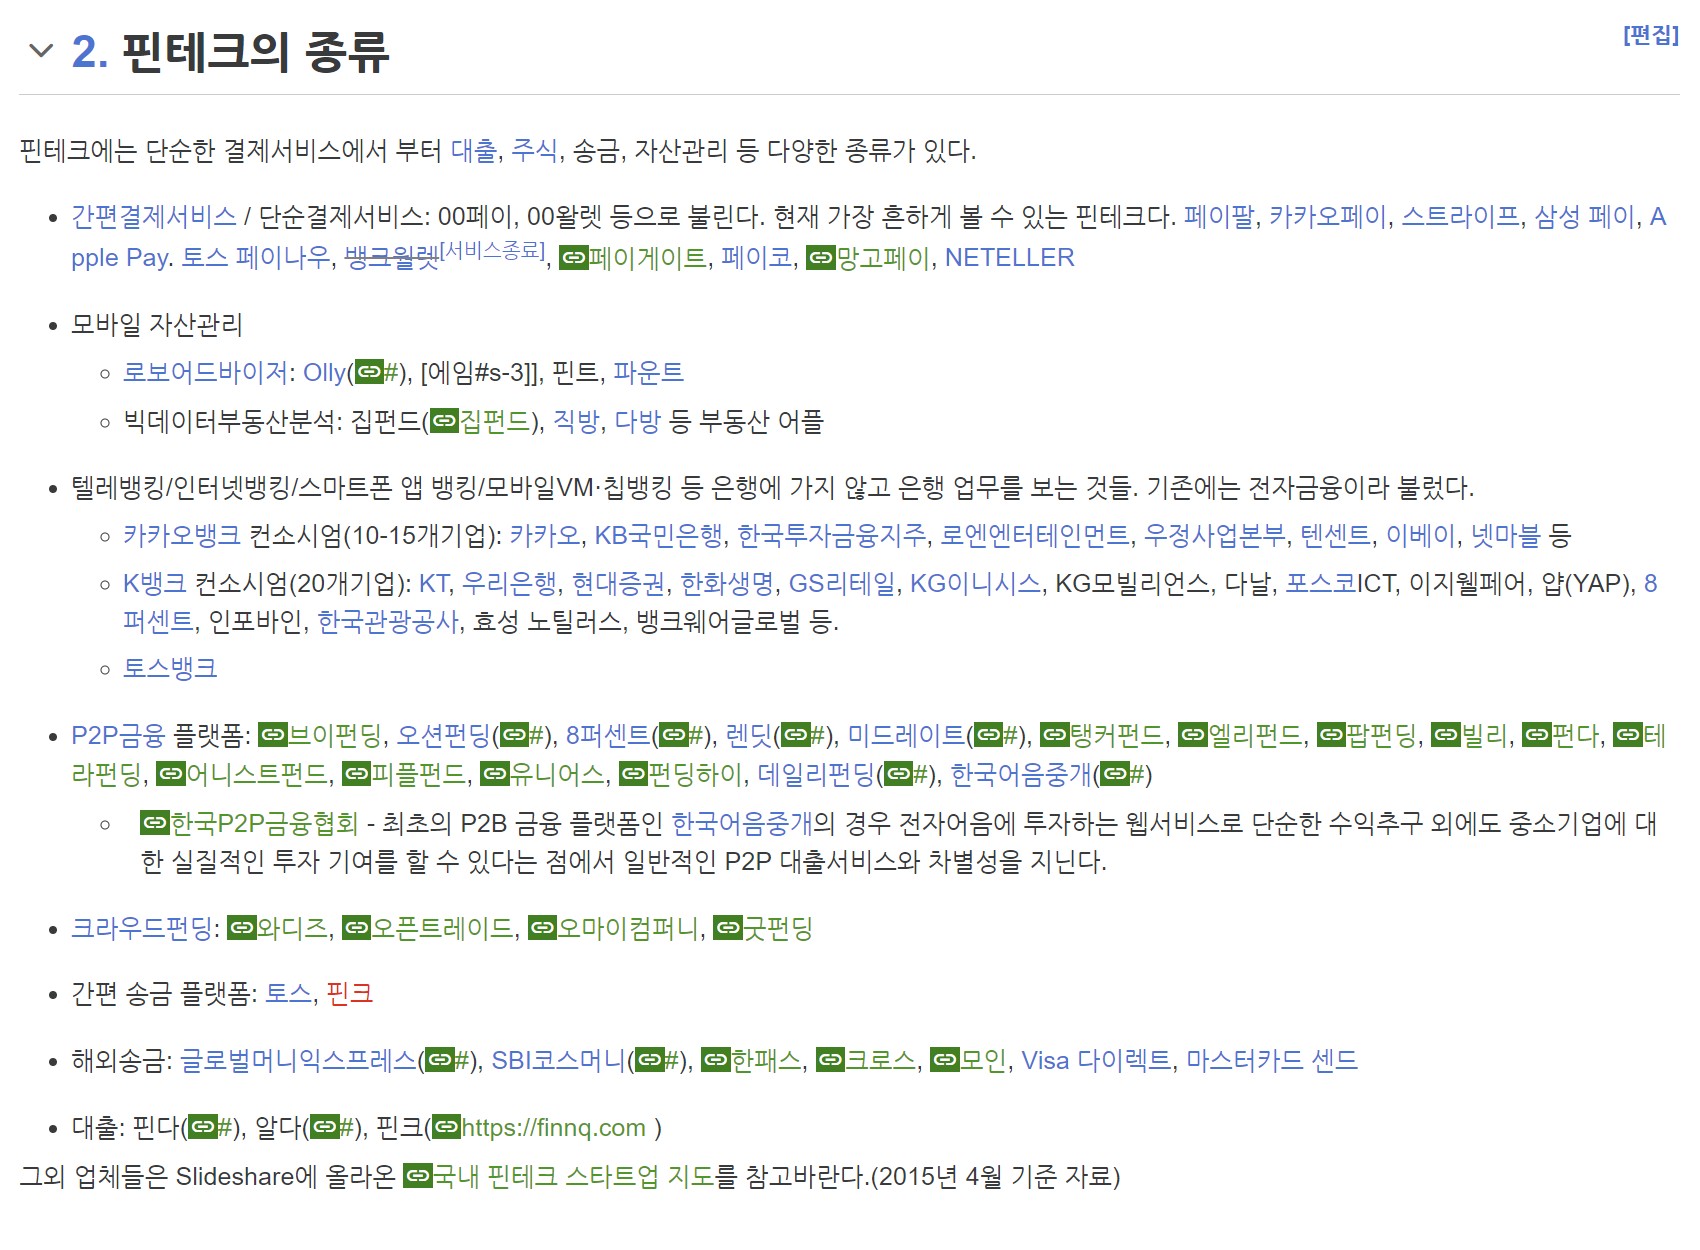 2. 핀테크의 종류
[편집]
핀테크에는 단순한 결제서비스에서 부터 대출, 주식, 송금, 자산관리 등 다양한 종류가 있다.
간편결제서비스 / 단순결제서비스: 00페이, 00왈렛 등으로 불린다. 현재 가장 흔하게 볼 수 있는 핀테크다. 페이팔, 카카오페이, 스트라이프, 삼성 페이, A
pple Pay. 토스 페이나우, 뱅크월렛[서비스종료], 페이게이트, 페이코, 망고페이, NETELLER
모바일 자산관리
로보어드바이저: Olly(#), [에임#s-3]], 핀트, 파운트
빅데이터부동산분석: 집펀드(집펀드), 직방, 다방 등 부동산 어플
텔레뱅킹/인터넷뱅킹/스마트폰 앱 뱅킹/모바일VM·칩뱅킹 등 은행에 가지 않고 은행 업무를 보는 것들. 기존에는 전자금융이라 불렀다.
카카오뱅크 컨소시엄(10-15개기업): 카카오, KB국민은행, 한국투자금융지주, 로엔엔터테인먼트, 우정사업본부, 텐센트, 이베이, 넷마블 등
K뱅크 컨소시엄(20개기업): KT, 우리은행, 현대증권, 한화생명, GS리테일, KG이니시스, KG모빌리언스, 다날, 포스코ICT, 이지웰페어, 얍(YAP), 8
퍼센트, 인포바인, 한국관광공사, 효성 노틸러스, 뱅크웨어글로벌 등.
토스뱅크
P2P금융 플랫폼: 브이펀딩, 오션펀딩(#), 8퍼센트(#), 렌딧(#), 미드레이트(#), 탱커펀드, 엘리펀드, 팝펀딩, 빌리, 펀다, 테
라펀딩, 어니스트펀드, 피플펀드, 유니어스, 펀딩하이, 데일리펀딩(#), 한국어음중개(#)
한국P2P금융협회 - 최초의 P2B 금융 플랫폼인 한국어음중개의 경우 전자어음에 투자하는 웹서비스로 단순한 수익추구 외에도 중소기업에 대
한 실질적인 투자 기여를 할 수 있다는 점에서 일반적인 P2P 대출서비스와 차별성을 지닌다.
크라우드펀딩: 와디즈, 오픈트레이드, 오마이컴퍼니, 굿펀딩
간편 송금 플랫폼: 토스, 핀크
해외송금: 글로벌머니익스프레스(#), SBI코스머니(#), 한패스, 크로스, 모인, Visa 다이렉트, 마스터카드 센드
대출: 핀다(#), 알다(#), 핀크(https://finnq.com )
그외 업체들은 Slideshare에 올라온 국내 핀테크 스타트업 지도를 참고바란다.(2015년 4월 기준 자료)